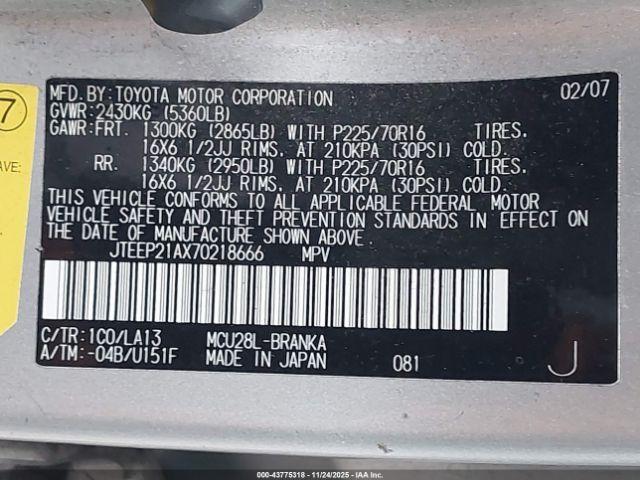 7
AVE:
MFD. BY: TOYOTA MOTOR CORPORATION 02/07
GVWR: 2430KG (5360LB)
GAWR: FRT. 1300KG (2865LB) WITH P225/70R16 TIRES,
16X6 1/2JJ RIMS, AT 210KPA (30PSI) COLD.
RR. 1340KG (2950LB) WITH P225/70R16 TIRES,
16X6 1/2JJ RIMS, AT 210KPA (30PSI) COLD.
THIS VEHICLE CONFORMS TO ALL APPLICABLE FEDERAL MOTOR
VEHICLE SAFETY AND THEFT PREVENTION STANDARDS IN EFFECT ON
THE DATE OF MANUFACTURE SHOWN ABOVE
JTEEP21AX70218666 MPV
C/TR:1C0/LA13 MCU28L-BRANKA
A/TM:-04B/U151F MADE IN JAPAN 081 J
000-43775318 - 11/24/2025 - IAA Inc.